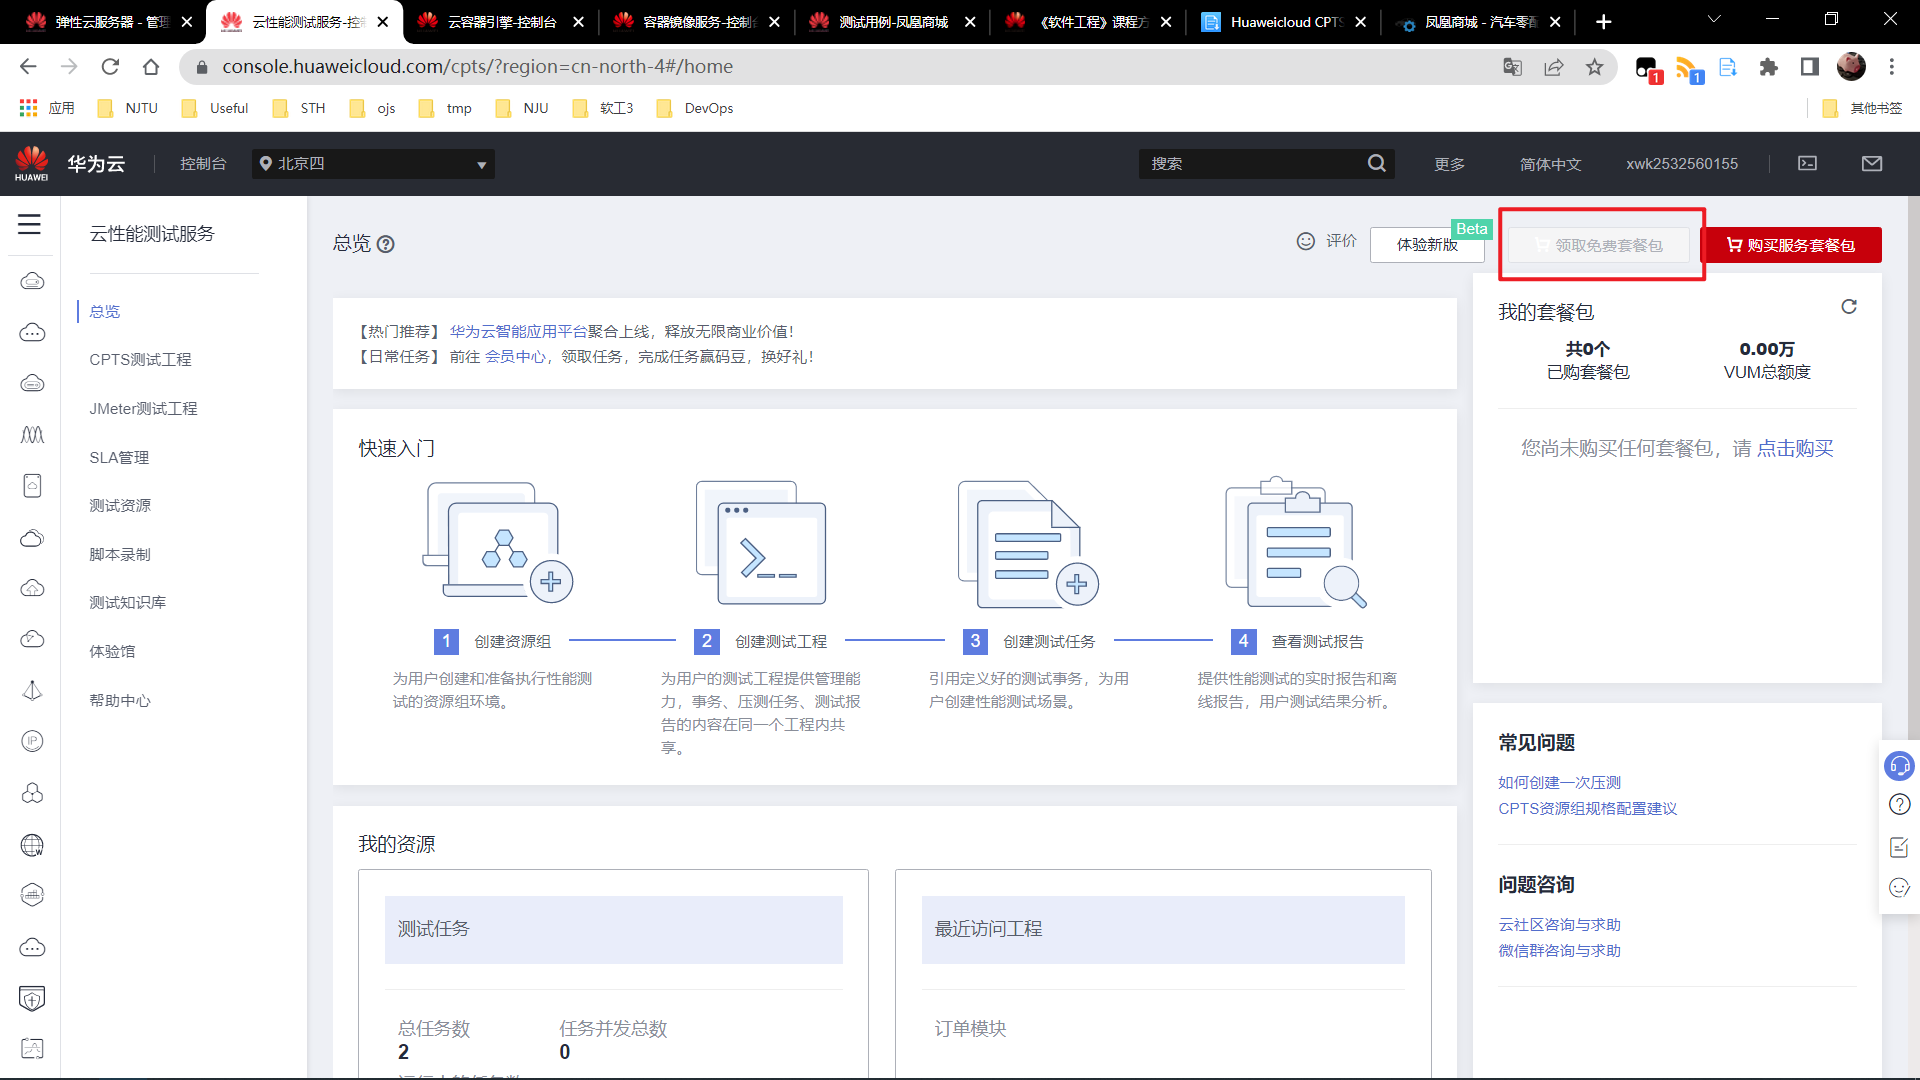 弹性云服务器 - 管理
云性能测试服务-控制
云容器引擎-控制台
容器镜像服务-控制台
测试用例-凤凰商城
《软件工程》课程方
Huaweicloud CPTS
凤凰商城 - 汽车零配
console.huaweicloud.com/cpts/?region=cn-north-4#/home
1
1
应用
NJTU
Useful
STH
ojs
tmp
NJU
软工3
DevOps
其他书签
HUAWEI
华为云
控制台
北京四
搜索
更多
简体中文
xwk2532560155
云性能测试服务
总览
CPTS测试工程
JMeter测试工程
SLA管理
测试资源
脚本录制
测试知识库
体验馆
帮助中心
总览
评价
体验新版
Beta
领取免费套餐包
购买服务套餐包
【热门推荐】 华为云智能应用平台聚合上线，释放无限商业价值！
【日常任务】 前往 会员中心，领取任务，完成任务赢码豆，换好礼！
快速入门
1 创建资源组
为用户创建和准备执行性能测
试的资源组环境。
2 创建测试工程
为用户的测试工程提供管理能
力，事务、压测任务、测试报
告的内容在同一个工程内共
享。
3 创建测试任务
引用定义好的测试事务，为用
户创建性能测试场景。
4 查看测试报告
提供性能测试的实时报告和离
线报告，用户测试结果分析。
我的资源
测试任务
总任务数
2
任务并发总数
0
最近访问工程
订单模块
我的套餐包
共0个
已购套餐包
0.00万
VUM总额度
您尚未购买任何套餐包，请 点击购买
常见问题
如何创建一次压测
CPTS资源组规格配置建议
问题咨询
云社区咨询与求助
微信群咨询与求助